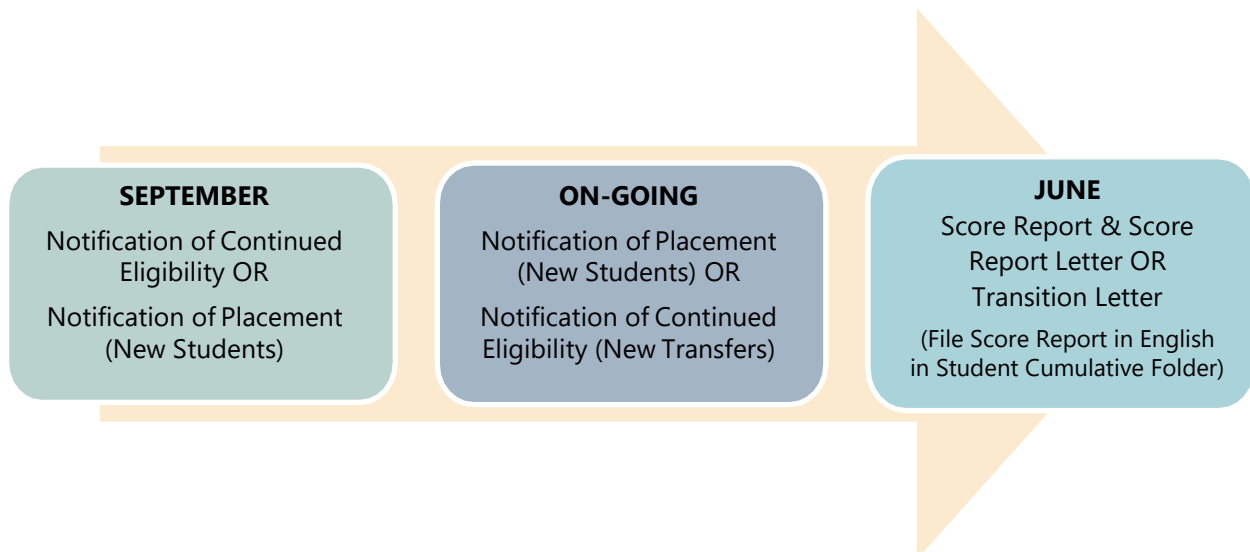 SEPTEMBER
Notification of Continued
Eligibility OR
Notification of Placement
(New Students)
ON-GOING
Notification of Placement
(New Students) OR
Notification of Continued
Eligibility (New Transfers)
JUNE
Score Report & Score
Report Letter OR
Transition Letter
(File Score Report in English
in Student Cumulative Folder)